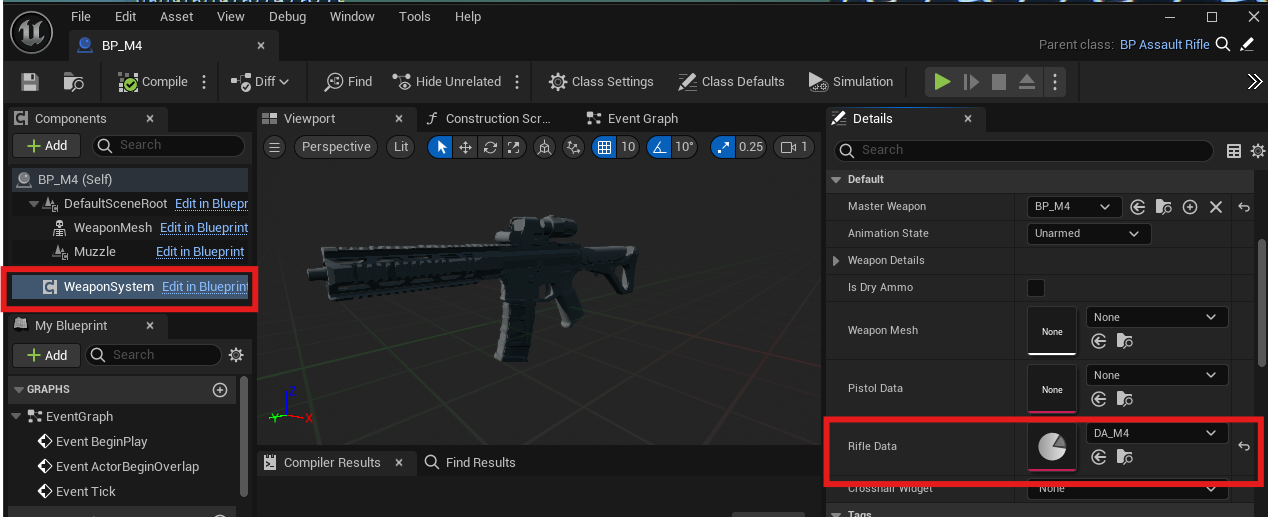 File Edit Asset View Debug Window Tools Help
BP_M4
Parent class: BP Assault Rifle
Compile Diff Find Hide Unrelated Class Settings Class Defaults Simulation
Components
Viewport
Construction Scr...
Event Graph
Details
Add
Search
Perspective
Lit
10
10°
0.25
1
Search
BP_M4 (Self)
DefaultSceneRoot Edit in Bluepr
WeaponMesh Edit in Blueprint
Muzzle Edit in Blueprint
WeaponSystem Edit in Blueprint
My Blueprint
Add
Search
GRAPHS
EventGraph
Event BeginPlay
Event ActorBeginOverlap
Event Tick
Z
Y
X
Compiler Results
Find Results
Default
Master Weapon BP_M4
Animation State Unarmed
Weapon Details
Is Dry Ammo
Weapon Mesh None None
Pistol Data None None
Rifle Data DA_M4
Crosshair Widget None
Tags